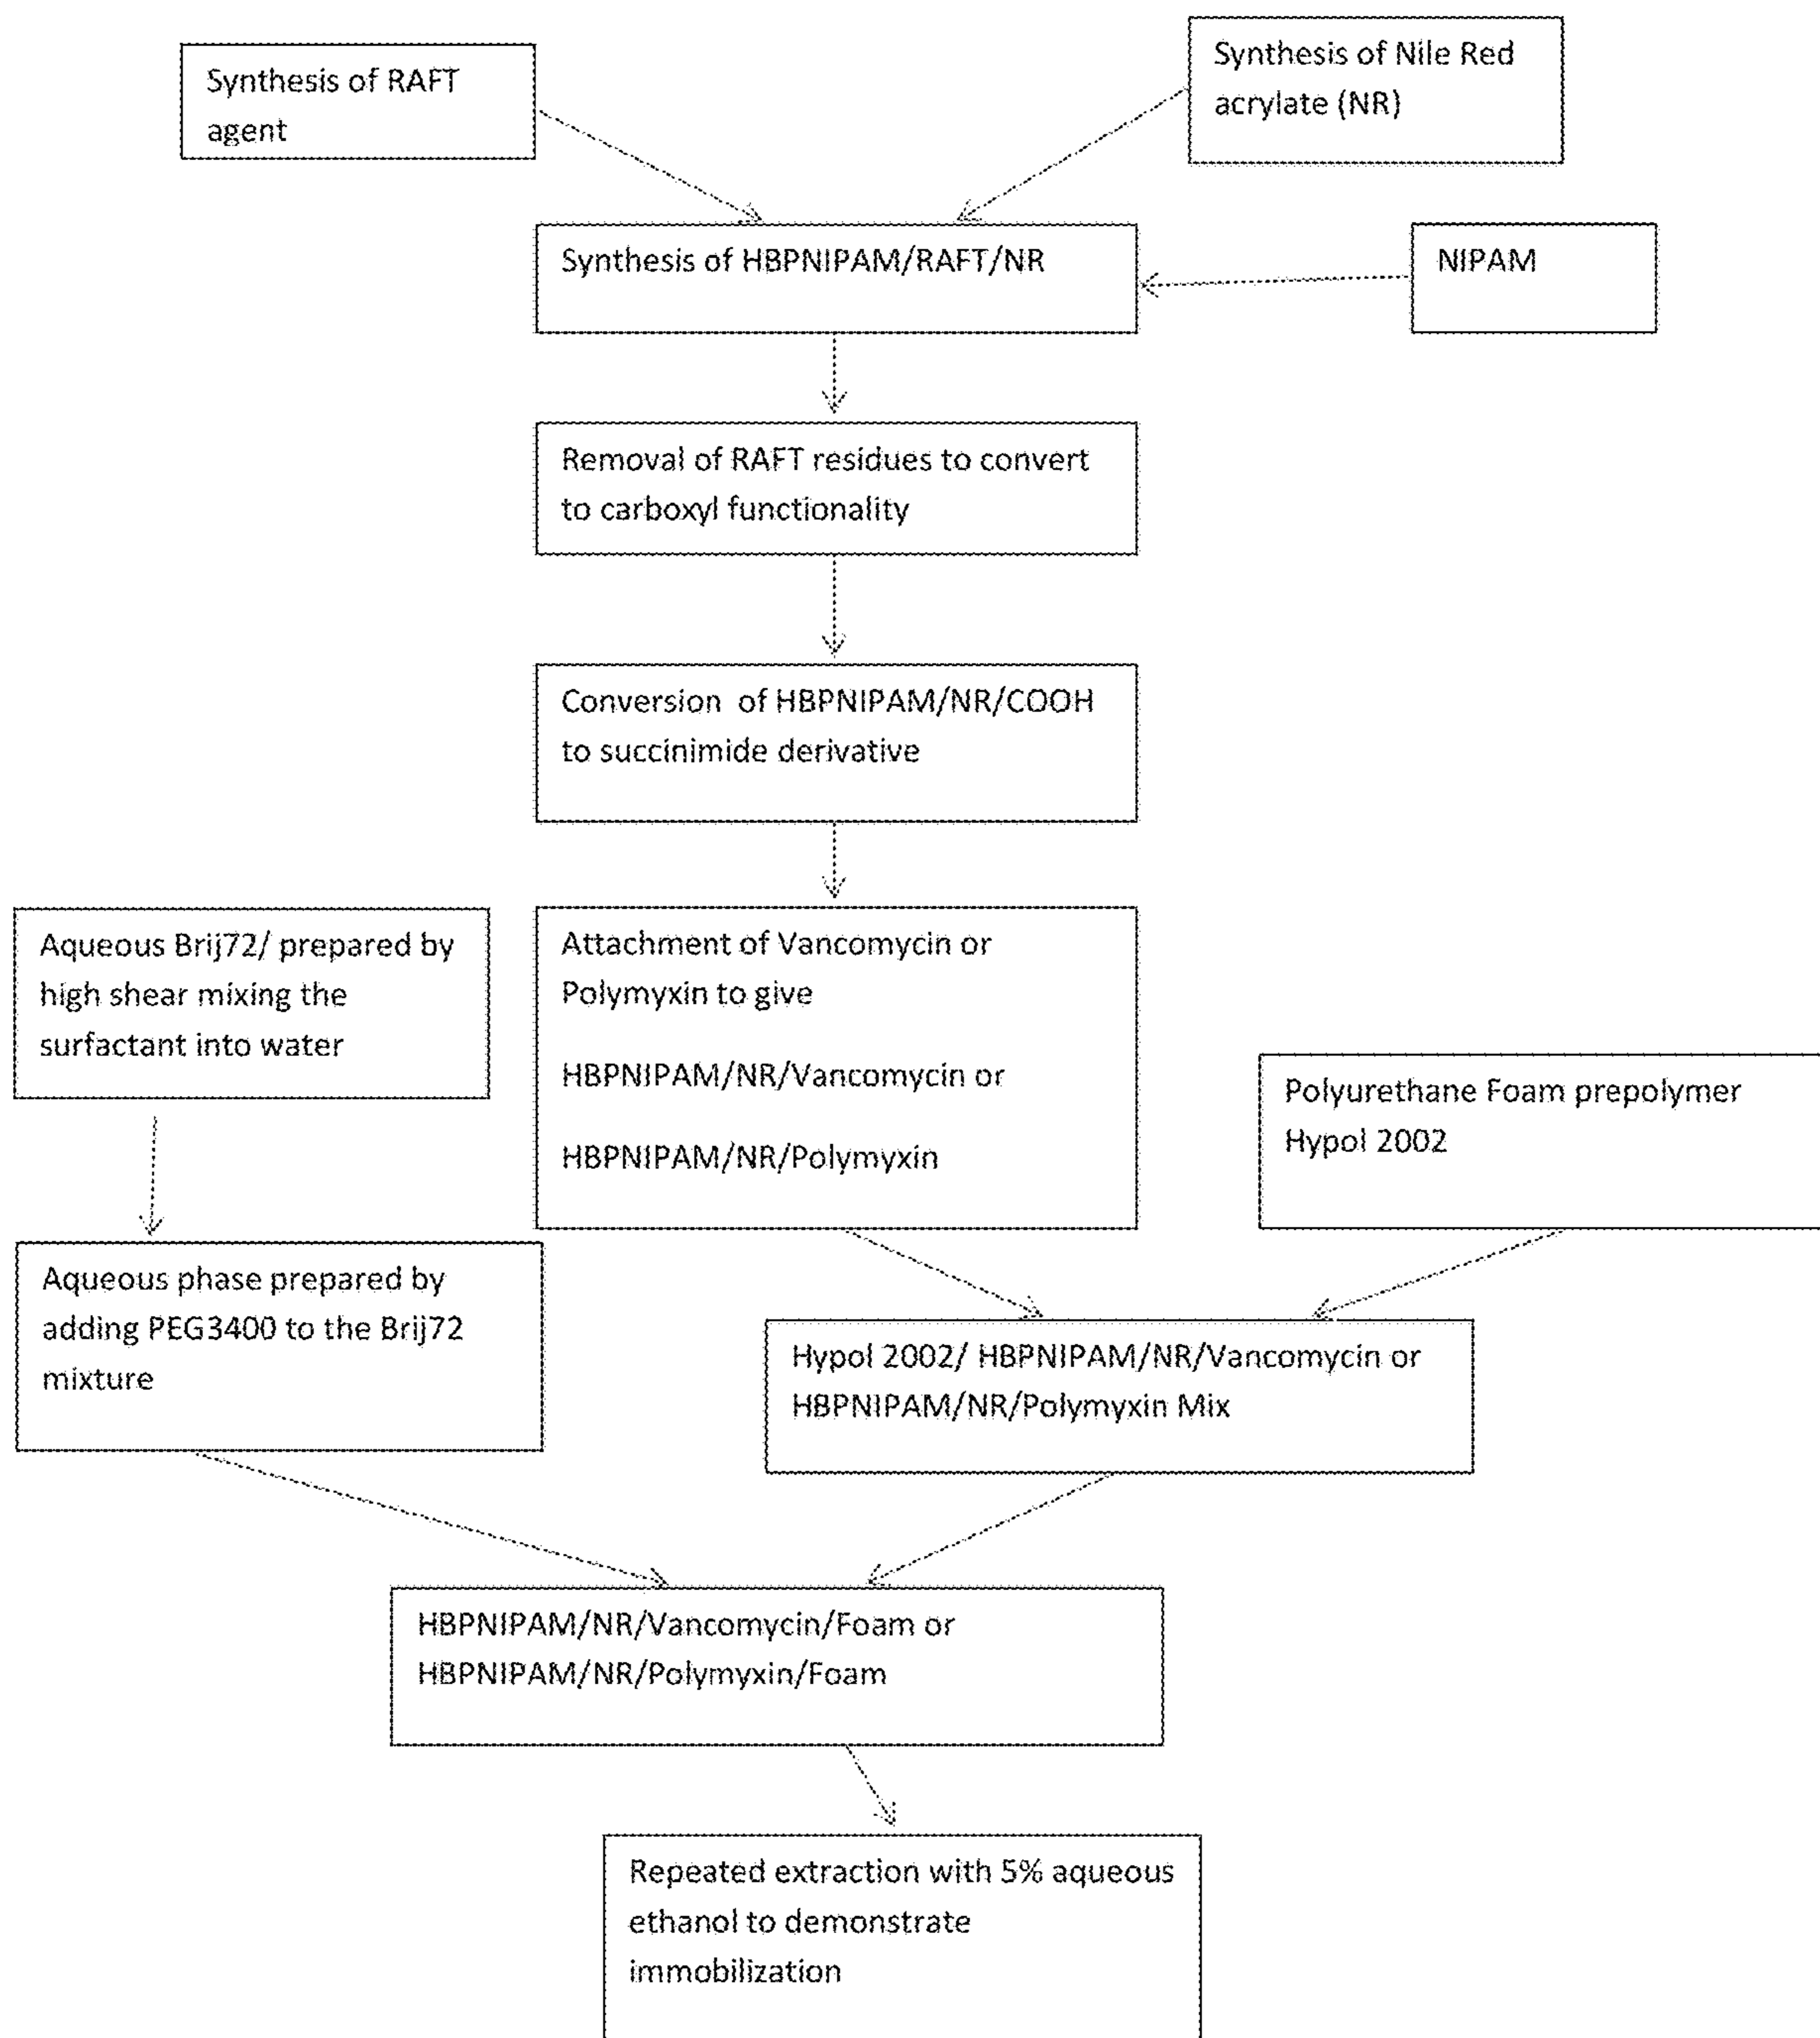 Synthesis of RAFT
agent
Synthesis of Nile Red
acrylate (NR)
Synthesis of HBPNIPAM/RAFT/NR
NIPAM
Removal of RAFT residues to convert
to carboxyl functionality
Conversion  of HBPNIPAM/NR/COOH
to succinimide derivative
Aqueous Brij72/ prepared by
high shear mixing the
surfactant into water
Attachment of Vancomycin or
Polymyxin to give
HBPNIPAM/NR/Vancomycin or
HBPNIPAM/NR/Polymyxin
Polyurethane Foam prepolymer
Hypol 2002
Aqueous phase prepared by
adding PEG3400 to the Brij72
mixture
Hypol 2002/ HBPNIPAM/NR/Vancomycin or
HBPNIPAM/NR/Polymyxin Mix
HBPNIPAM/NR/Vancomycin/Foam or
HBPNIPAM/NR/Polymyxin/Foam
Repeated extraction with 5% aqueous
ethanol to demonstrate
immobilization